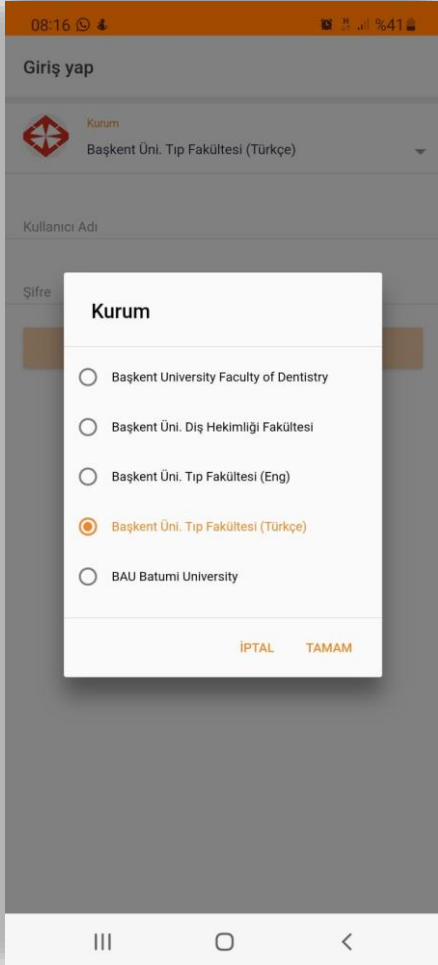 08:16 %41
Giriş yap
Kurum
Başkent Üni. Tıp Fakültesi (Türkçe)
Kullanıcı Adı
Şifre
Kurum
Başkent University Faculty of Dentistry
Başkent Üni. Diş Hekimliği Fakültesi
Başkent Üni. Tıp Fakültesi (Eng)
Başkent Üni. Tıp Fakültesi (Türkçe)
BAU Batumi University
İPTAL TAMAM